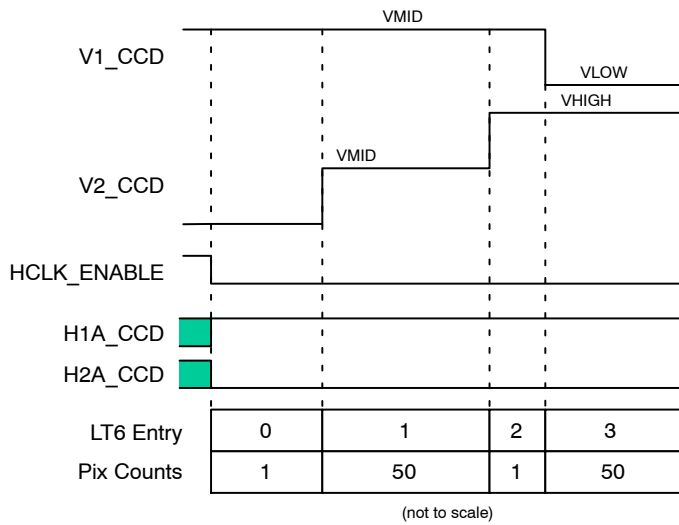 VMID
V1_CCD
VLOW
VHIGH
VMID
V2_CCD
HCLK_ENABLE
H1A_CCD
H2A_CCD
LT6 Entry 0 1 2 3
Pix Counts 1 50 1 50
(not to scale)